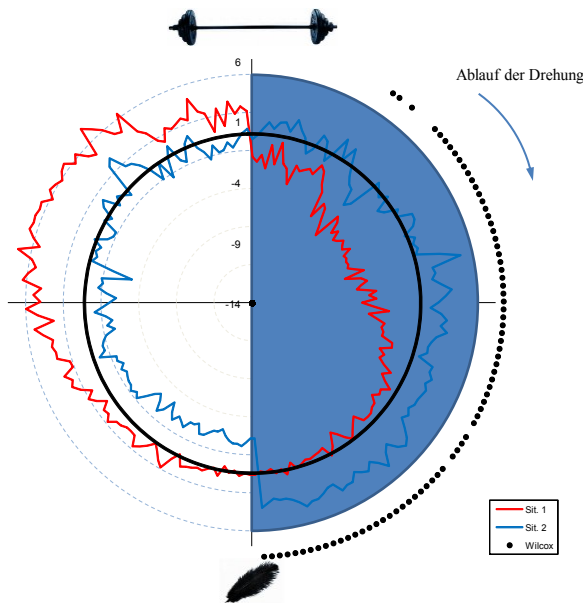 6
Ablauf der Drehung
1
-4
-9
-14
Sit. 1
Sit. 2
Wilcox